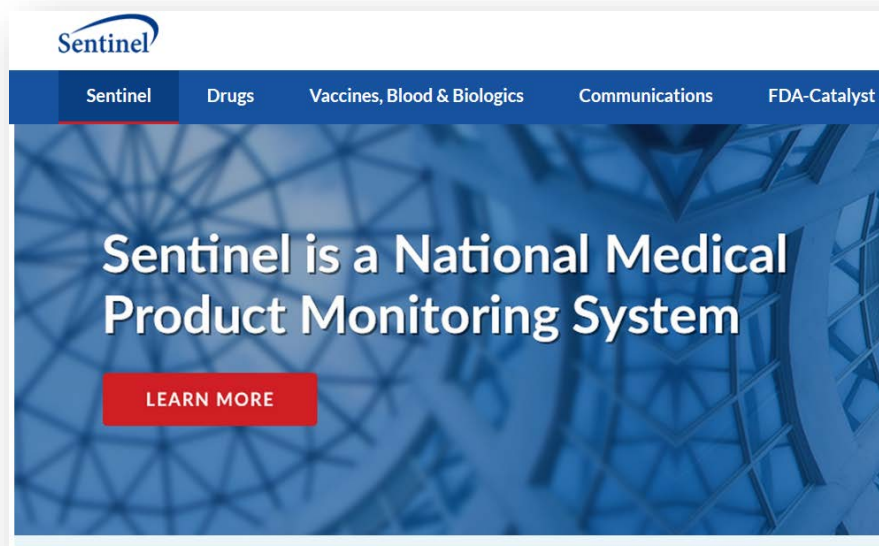 Sentinel
Sentinel Drugs Vaccines, Blood & Biologics Communications FDA-Catalyst
Sentinel is a National Medical
Product Monitoring System
LEARN MORE